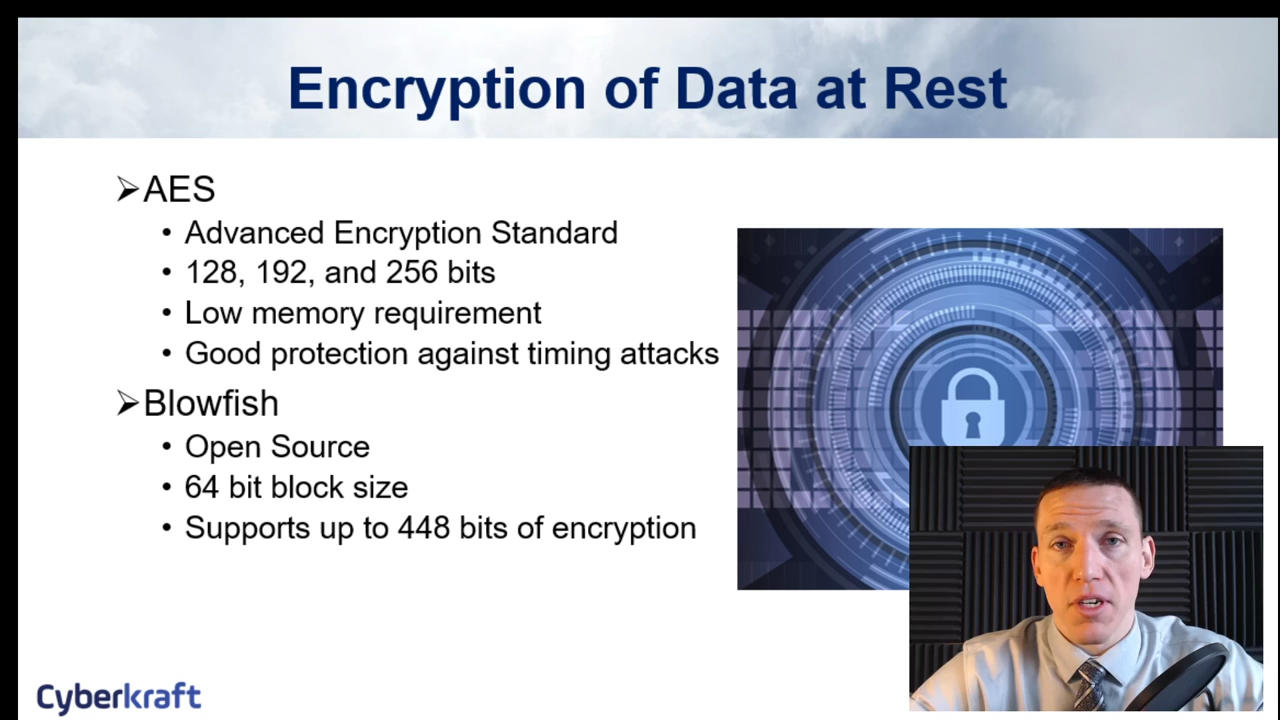 Encryption of Data at Rest
➢AES
• Advanced Encryption Standard
• 128, 192, and 256 bits
• Low memory requirement
• Good protection against timing attacks
➢Blowfish
• Open Source
• 64 bit block size
• Supports up to 448 bits of encryption
Cyberkraft